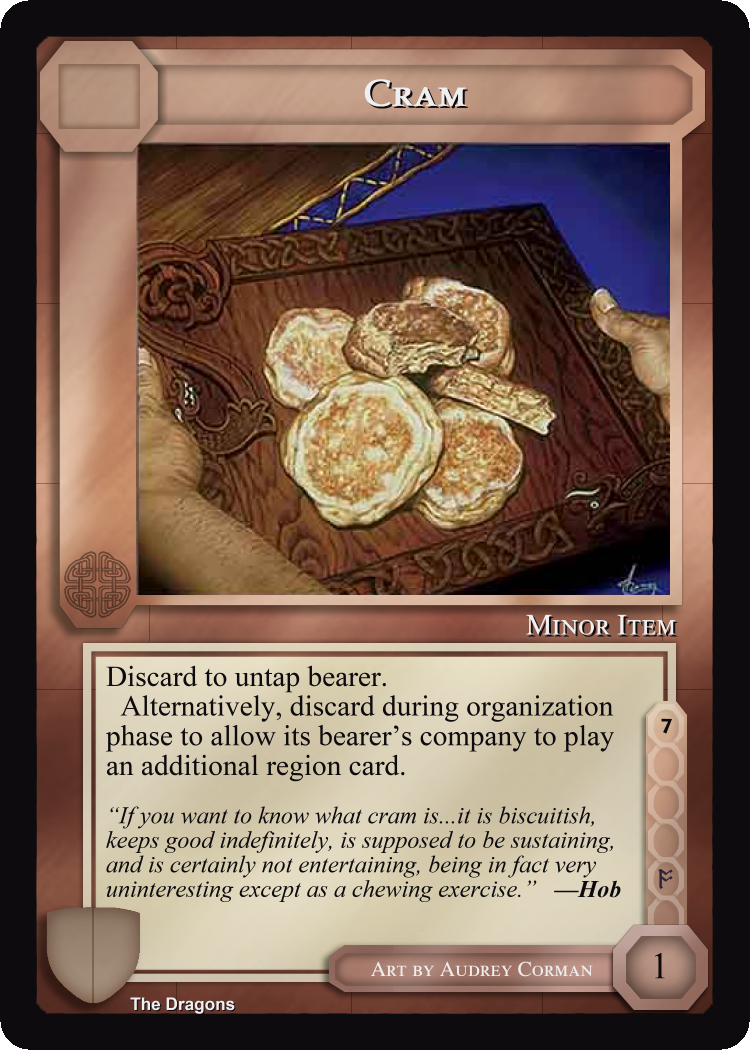 Cram
Minor Item
Discard to untap bearer.
Alternatively, discard during organization
phase to allow its bearer's company to play
an additional region card.
"If you want to know what cram is...it is biscuitish,
keeps good indefinitely, is supposed to be sustaining,
and is certainly not entertaining, being in fact very
uninteresting except as a chewing exercise." —Hob
7
Art by Audrey Corman
1
The Dragons